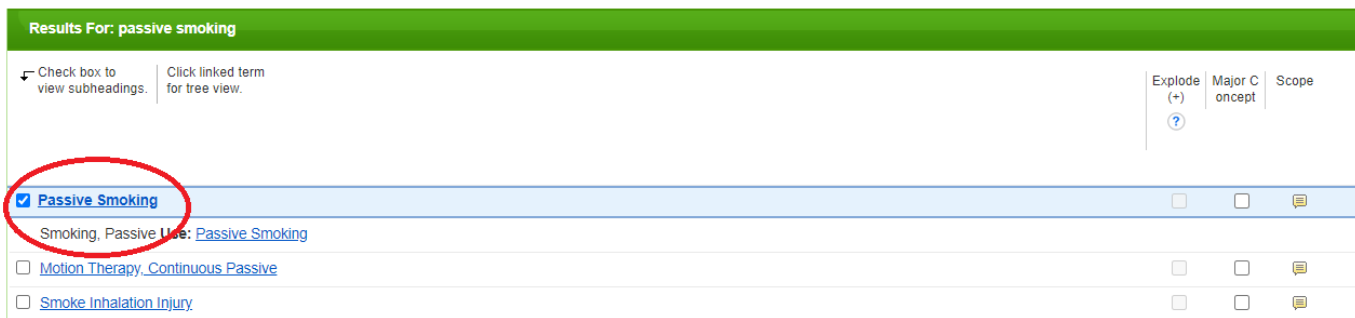 Results For: passive smoking
Check box to
view subheadings.
Click linked term
for tree view.
Explode
(+)
?
Major C
oncept
Scope
Passive Smoking
Smoking, Passive Use: Passive Smoking
Motion Therapy, Continuous Passive
Smoke Inhalation Injury